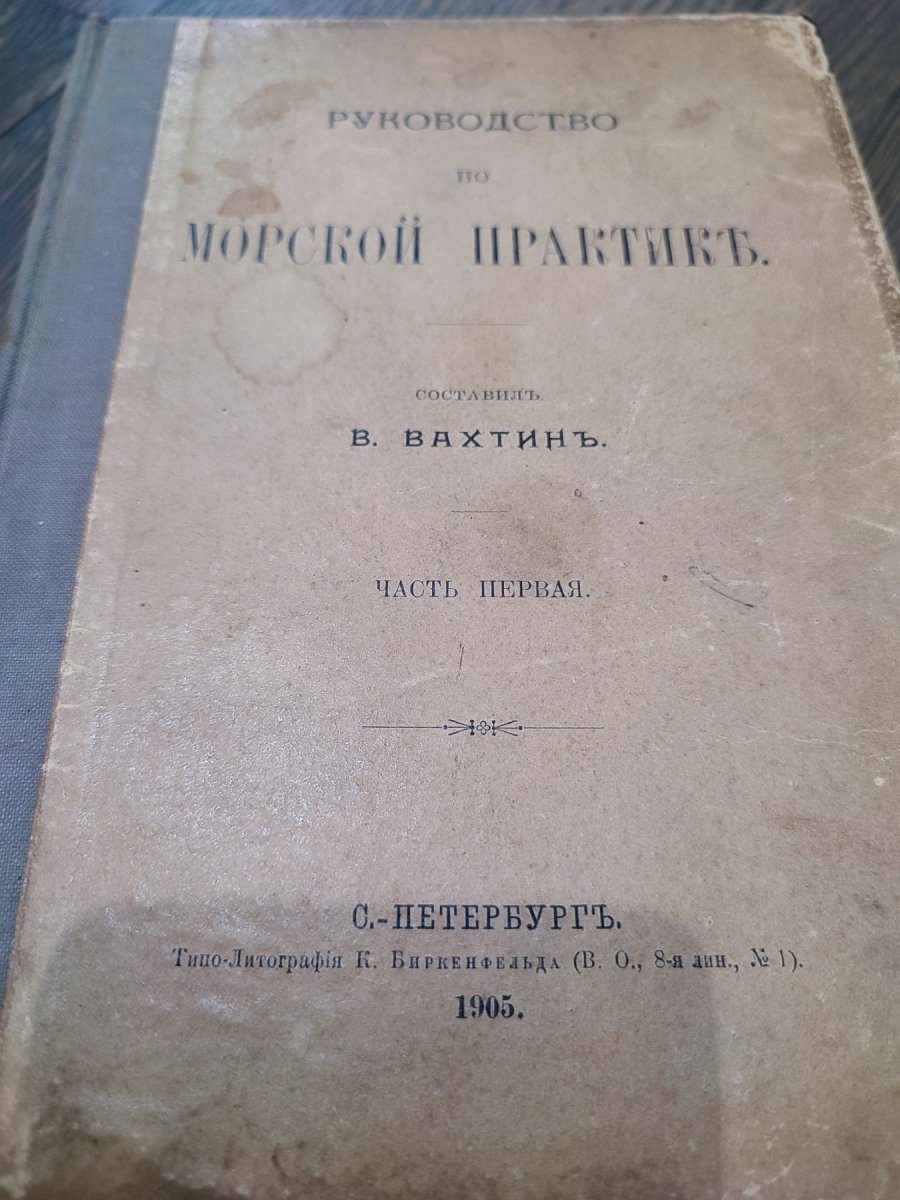 РУКОВОДСТВО
ПО
МОРСКОЙ ПРАКТИКѢ.
СОСТАВИЛЪ
В. ВАХТИНЪ.
ЧАСТЬ ПЕРВАЯ.
С.-ПЕТЕРБУРГЪ.
Типо-Литографія К. Биркенфельда (В. О., 8-я лин., № 1).
1905.